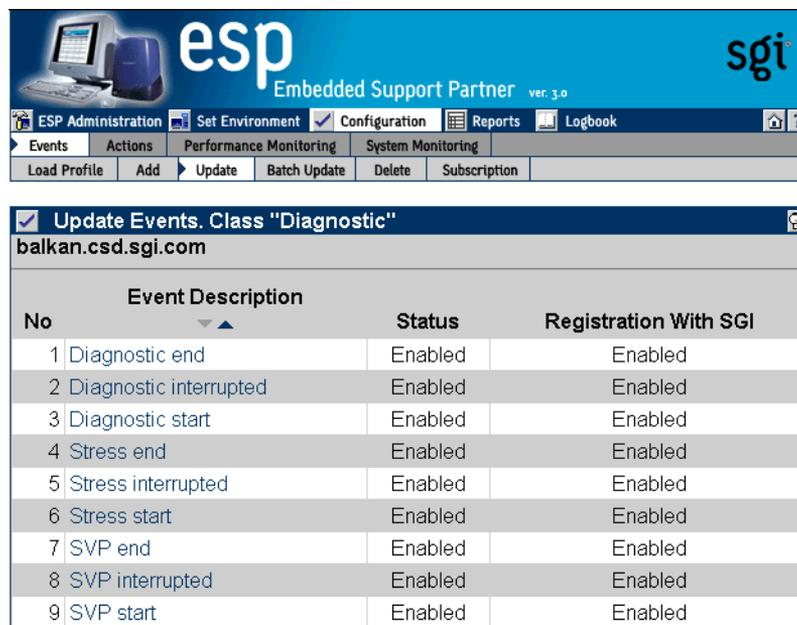 esp
sgi
Embedded Support Partner ver. 3.0
ESP Administration Set Environment Configuration Reports Logbook
Events Actions Performance Monitoring System Monitoring
Load Profile Add Update Batch Update Delete Subscription
Update Events. Class "Diagnostic"
balkan.csd.sgi.com
No Event Description Status Registration With SGI
1 Diagnostic end Enabled Enabled
2 Diagnostic interrupted Enabled Enabled
3 Diagnostic start Enabled Enabled
4 Stress end Enabled Enabled
5 Stress interrupted Enabled Enabled
6 Stress start Enabled Enabled
7 SVP end Enabled Enabled
8 SVP interrupted Enabled Enabled
9 SVP start Enabled Enabled